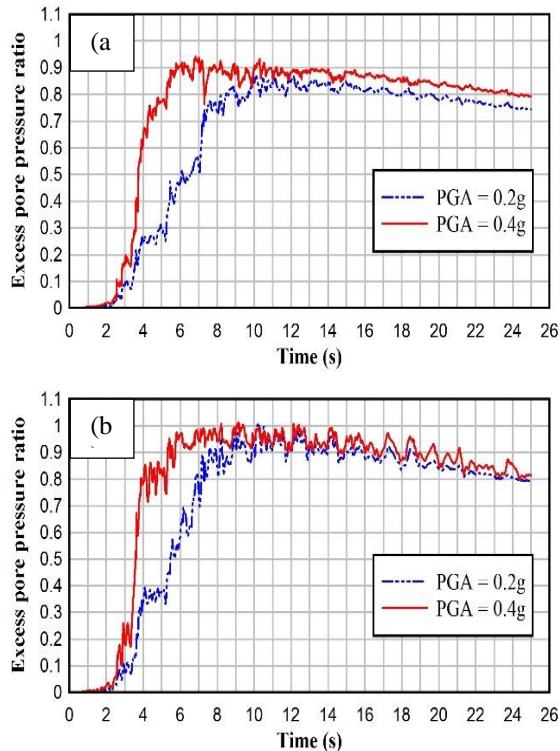 1.1
(a
1
0.9
0.8
0.7
0.6
0.5
0.4
0.3
0.2
0.1
0
Excess pore pressure ratio
PGA = 0.2g
PGA = 0.4g
0 2 4 6 8 10 12 14 16 18 20 22 24 26
Time (s)
1.1
(b
1
0.9
0.8
0.7
0.6
0.5
0.4
0.3
0.2
0.1
0
Excess pore pressure ratio
PGA = 0.2g
PGA = 0.4g
0 2 4 6 8 10 12 14 16 18 20 22 24 26
Time (s)